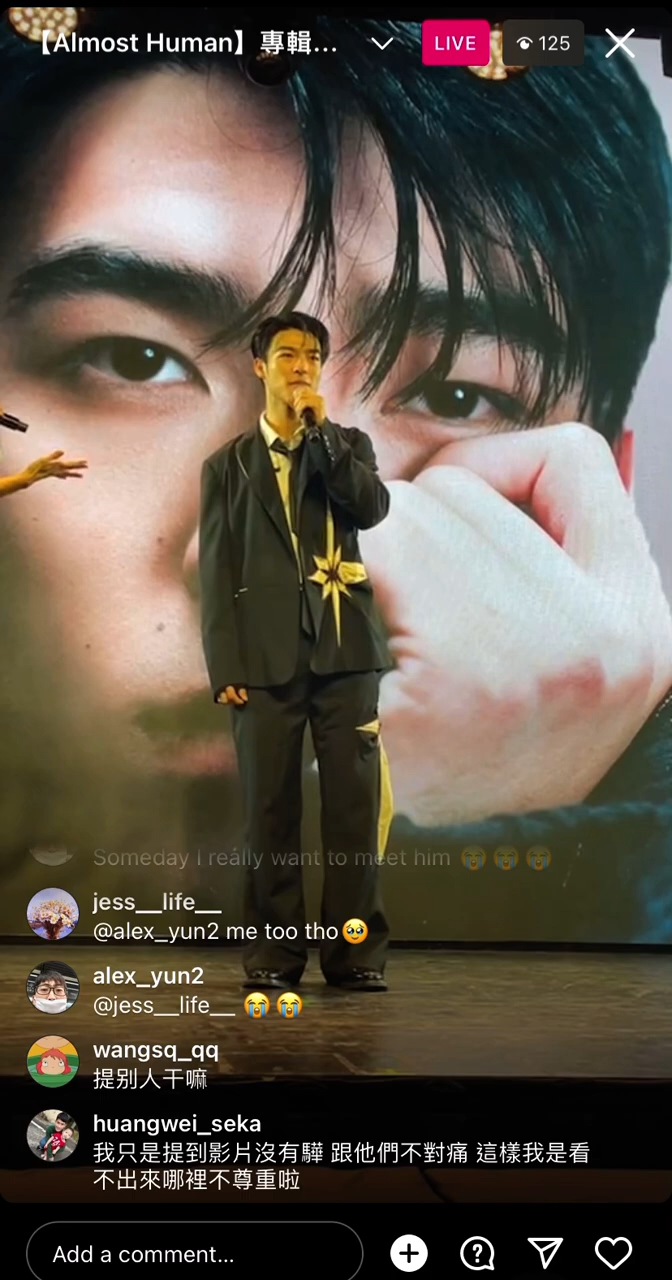 【Almost Human】專輯...
LIVE
125
Someday I really want to meet him 😭😭😭
jess__life__
@alex_yun2 me too tho🥹
alex_yun2
@jess__life__ 😭😭
wangsq_qq
提别人干嘛
huangwei_seka
我只是提到影片沒有驊 跟他們不對痛 這樣我是看
不出來哪裡不尊重啦
Add a comment...